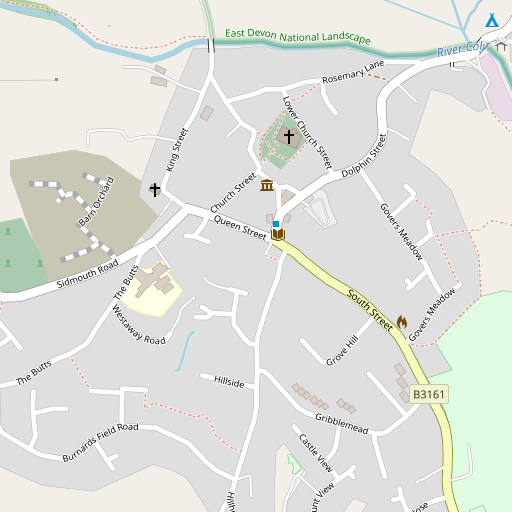 East Devon National Landscape
River Coly
Rosemary Lane
Lower Church Street
King Street
Dolphin Street
Church Street
Barn Orchard
Govers Meadow
Queen Street
Sidmouth Road
The Butts
South Street
Govers Meadow
Westaway Road
Grove Hill
The Butts
Hillside
B3161
Gribblemead
Burnards Field Road
Castle View